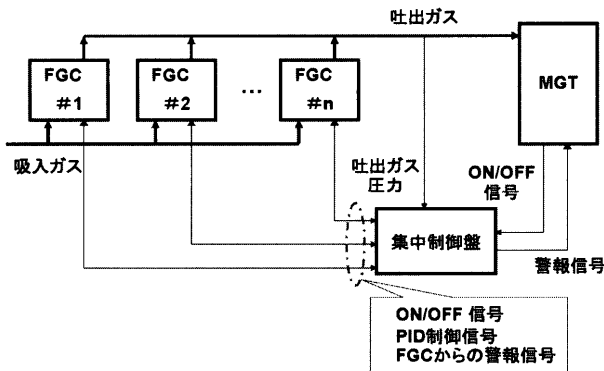 吐出ガス
FGC
#1
FGC
#2
…
FGC
#n
MGT
吸入ガス
吐出ガス
圧力
ON/OFF
信号
集中制御盤
警報信号
ON/OFF 信号
PID制御信号
FGCからの警報信号